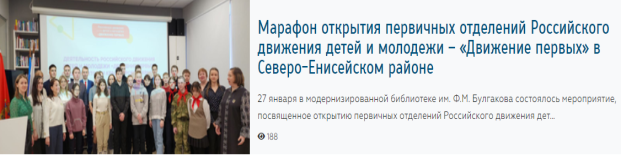 Марафон открытия первичных отделений Российского
движения детей и молодежи – «Движение первых» в
Северо-Енисейском районе
27 января в модернизированной библиотеке им. Ф.М. Булгакова состоялось мероприятие,
посвященное открытию первичных отделений Российского движения дет...
188